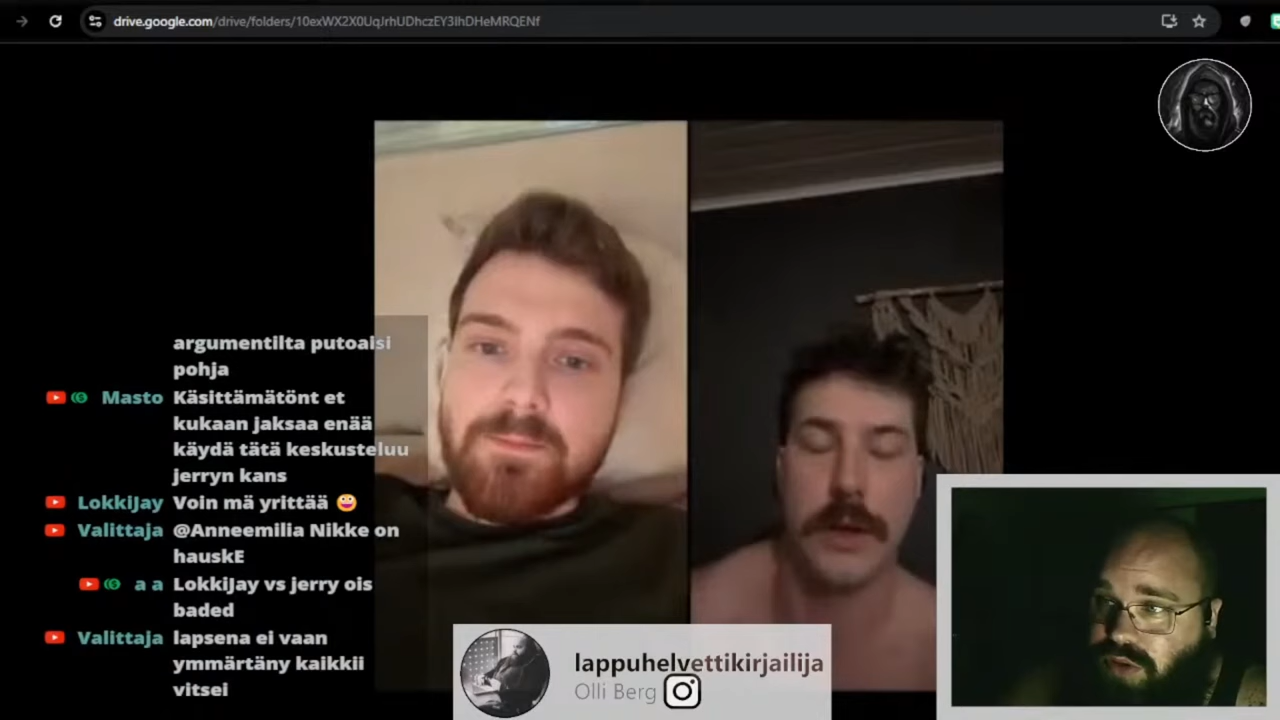 drive.google.com/drive/folders/10exWX2X0UqJrhUDhczEY3IhDHeMRQENf
argumentilta putoaisi
pohja
Masto Käsittämätönt et
kukaan jaksaa enää
käydä tätä keskusteluu
jerryn kans
LokkiJay Voin mä yrittää 😃
Valittaja @Anneemilia Nikke on
hauskE
a a LokkiJay vs jerry ois
baded
Valittaja lapsena ei vaan
ymmärtäny kaikkii
vitsei
lappuhelvettikirjailija
Olli Berg